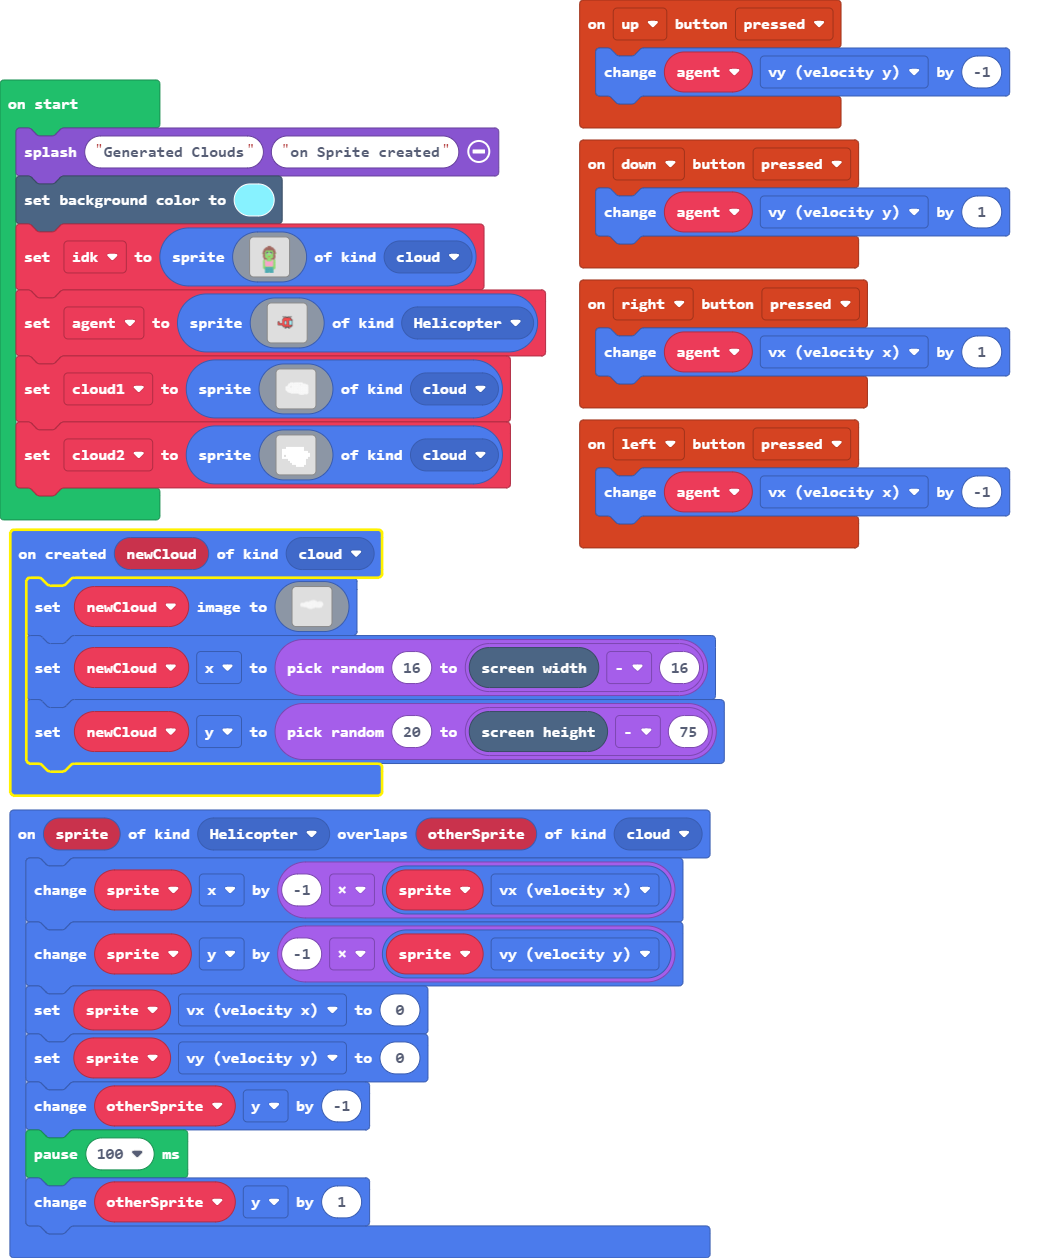 on start
splash "Generated Clouds" "on Sprite created"
set background color to
set idk to sprite of kind cloud
set agent to sprite of kind Helicopter
set cloud1 to sprite of kind cloud
set cloud2 to sprite of kind cloud
on created newCloud of kind cloud
set newCloud image to
set newCloud x to pick random 16 to screen width - 16
set newCloud y to pick random 20 to screen height - 75
on sprite of kind Helicopter overlaps otherSprite of kind cloud
change sprite x by -1 × sprite vx (velocity x)
change sprite y by -1 × sprite vy (velocity y)
set sprite vx (velocity x) to 0
set sprite vy (velocity y) to 0
change otherSprite y by -1
pause 100 ms
change otherSprite y by 1
on up button pressed
change agent vy (velocity y) by -1
on down button pressed
change agent vy (velocity y) by 1
on right button pressed
change agent vx (velocity x) by 1
on left button pressed
change agent vx (velocity x) by -1